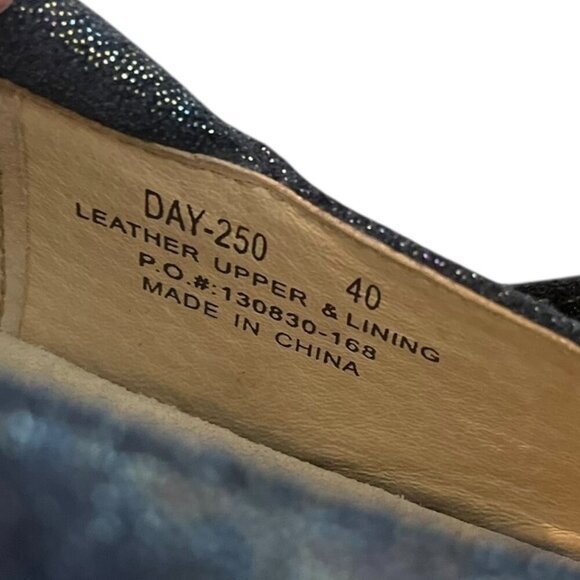 DAY-250 40
LEATHER UPPER & LINING
P.O.#:130830-168
MADE IN CHINA